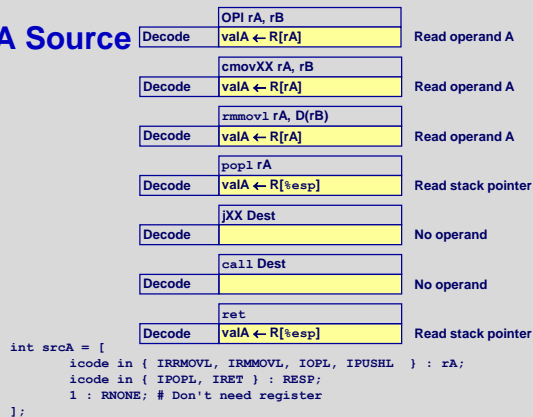 A Source
OPl rA, rB
Decode valA ← R[rA] Read operand A
cmovXX rA, rB
Decode valA ← R[rA] Read operand A
rmmovl rA, D(rB)
Decode valA ← R[rA] Read operand A
popl rA
Decode valA ← R[%esp] Read stack pointer
jXX Dest
Decode No operand
call Dest
Decode No operand
ret
Decode valA ← R[%esp] Read stack pointer
int srcA = [
icode in { IRRMOVL, IRMMOVL, IOPL, IPUSHL } : rA;
icode in { IPOPL, IRET } : RESP;
1 : RNONE; # Don't need register
];